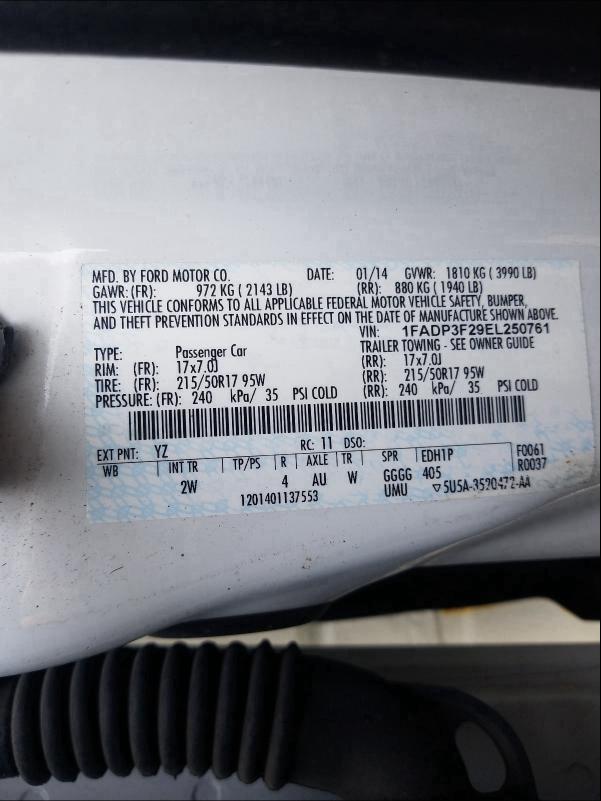 MFD. BY FORD MOTOR CO. DATE: 01/14 GVWR: 1810 KG ( 3990 LB)
GAWR: (FR): 972 KG ( 2143 LB) (RR): 880 KG ( 1940 LB)
THIS VEHICLE CONFORMS TO ALL APPLICABLE FEDERAL MOTOR VEHICLE SAFETY, BUMPER,
AND THEFT PREVENTION STANDARDS IN EFFECT ON THE DATE OF MANUFACTURE SHOWN ABOVE.
VIN: 1FADP3F29EL250761
TYPE: Passenger Car TRAILER TOWING - SEE OWNER GUIDE
RIM: (FR): 17x7.0J (RR): 17x7.0J
TIRE: (FR): 215/50R17 95W (RR): 215/50R17 95W
PRESSURE: (FR): 240 kPa/ 35 PSI COLD (RR): 240 kPa/ 35 PSI COLD
EXT PNT: YZ RC: 11 DSO:
WB INT TR TP/PS R AXLE TR SPR EDH1P F0061
2W 4 AU W GGGG 405 R0037
1201401137553 UMU ▽5U5A-3520472-AA